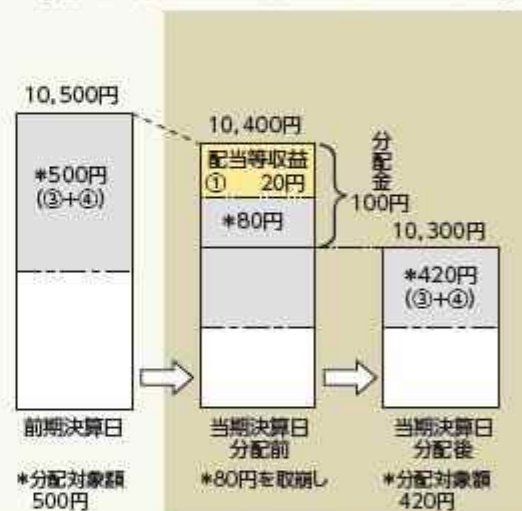 10,500円
*500円
(③+④)
前期決算日
*分配対象額
500円
10,400円
配当等収益
① 20円
*80円
分配金
100円
当期決算日
分配前
*80円を取崩し
10,300円
*420円
(③+④)
当期決算日
分配後
*分配対象額
420円